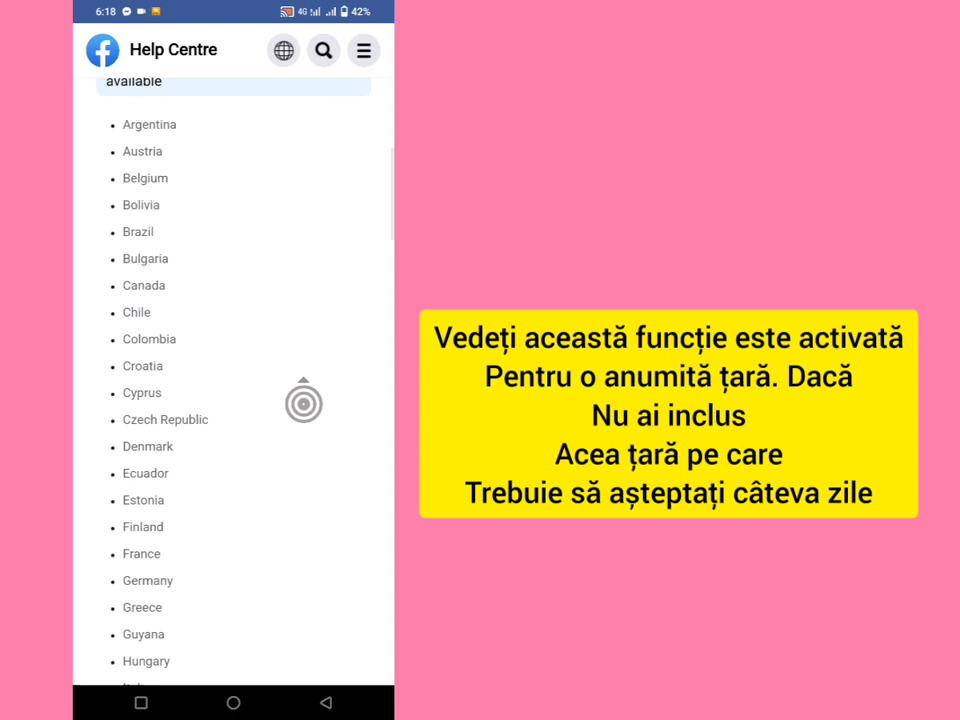 6:18
4G
42%
Help Centre
available
Argentina
Austria
Belgium
Bolivia
Brazil
Bulgaria
Canada
Chile
Colombia
Croatia
Cyprus
Czech Republic
Denmark
Ecuador
Estonia
Finland
France
Germany
Greece
Guyana
Hungary
Vedeți această funcție este activată
Pentru o anumită țară. Dacă
Nu ai inclus
Acea țară pe care
Trebuie să așteptați câteva zile